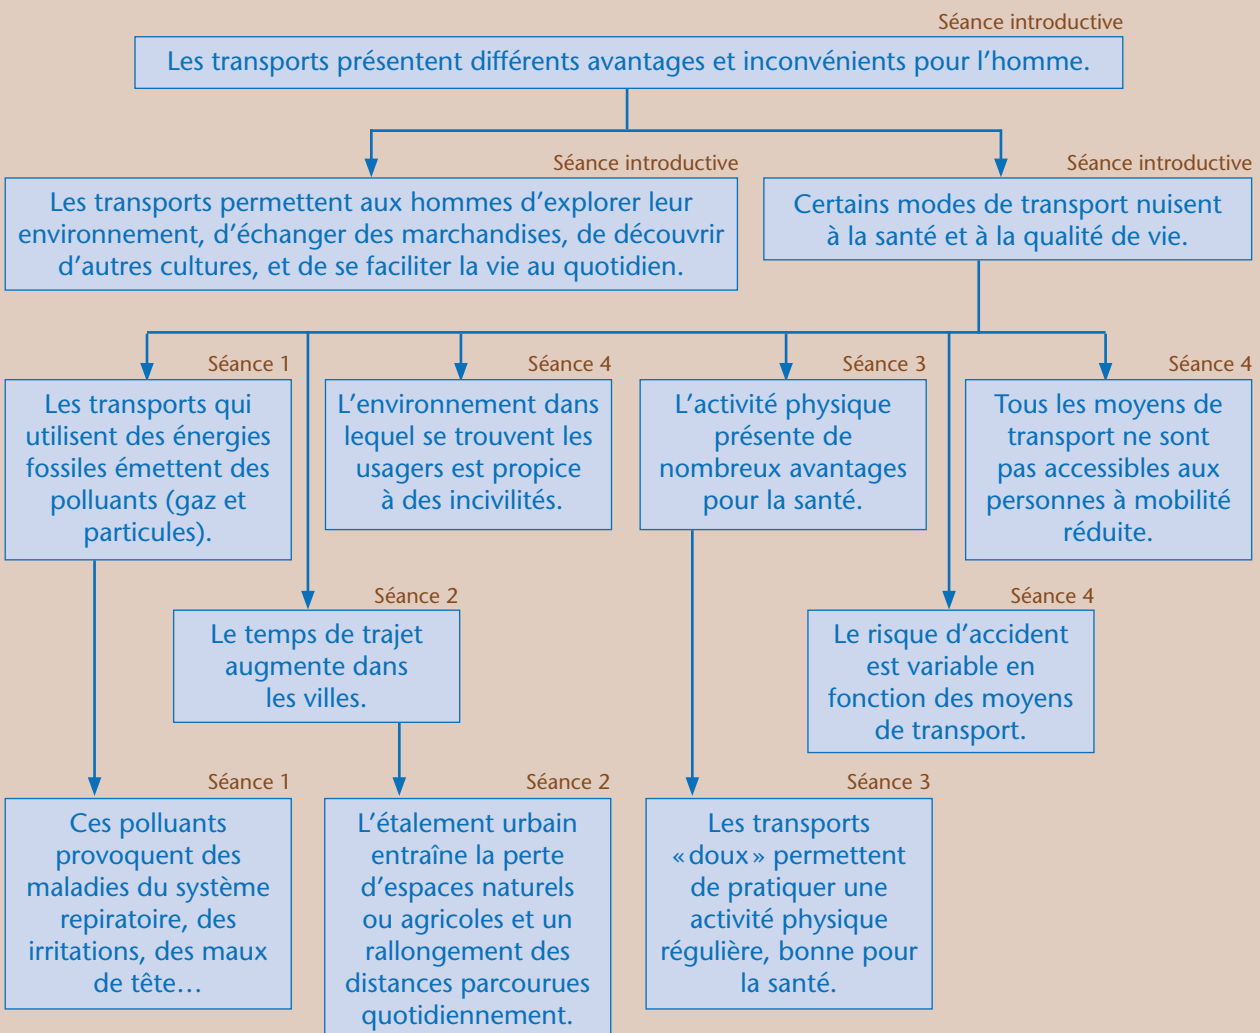 Séance introductive
Les transports présentent différents avantages et inconvénients pour l'homme.
Séance introductive
Les transports permettent aux hommes d'explorer leur
environnement, d'échanger des marchandises, de découvrir
d'autres cultures, et de se faciliter la vie au quotidien.
Séance introductive
Certains modes de transport nuisent
à la santé et à la qualité de vie.
Séance 1
Les transports qui
utilisent des énergies
fossiles émettent des
polluants (gaz et
particules).
Séance 4
L'environnement dans
lequel se trouvent les
usagers est propice
à des incivilités.
Séance 3
L'activité physique
présente de
nombreux avantages
pour la santé.
Séance 4
Tous les moyens de
transport ne sont
pas accessibles aux
personnes à mobilité
réduite.
Séance 2
Le temps de trajet
augmente dans
les villes.
Séance 4
Le risque d'accident
est variable en
fonction des moyens
de transport.
Séance 1
Ces polluants
provoquent des
maladies du système
repiratoire, des
irritations, des maux
de tête…
Séance 2
L'étalement urbain
entraîne la perte
d'espaces naturels
ou agricoles et un
rallongement des
distances parcourues
quotidiennement.
Séance 3
Les transports
« doux » permettent
de pratiquer une
activité physique
régulière, bonne pour
la santé.